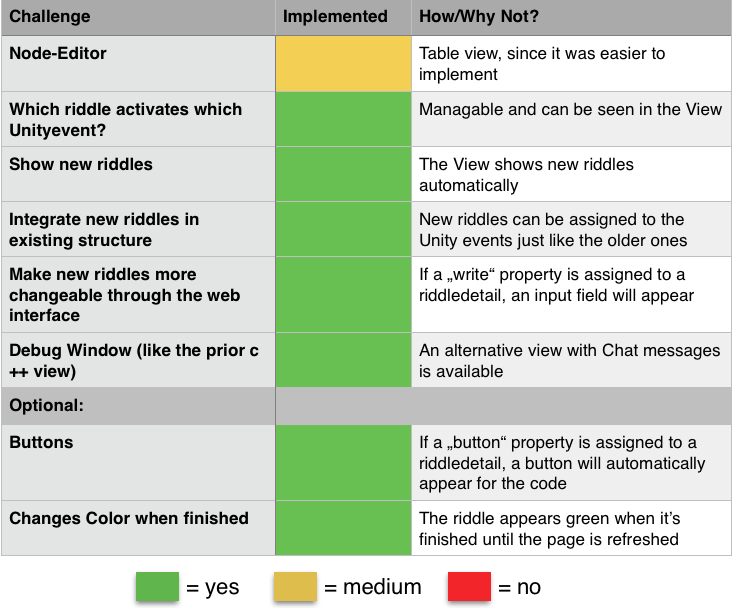 Challenge Implemented How/Why Not?
Node-Editor
Table view, since it was easier to
implement
Which riddle activates which
Unityevent?
Managable and can be seen in the View
Show new riddles
The View shows new riddles
automatically
Integrate new riddles in
existing structure
New riddles can be assigned to the
Unity events just like the older ones
Make new riddles more
changeable through the web
interface
If a „write“ property is assigned to a
riddledetail, an input field will appear
Debug Window (like the prior c
++ view)
An alternative view with Chat messages
is available
Optional:
Buttons
If a „button“ property is assigned to a
riddledetail, a button will automatically
appear for the code
Changes Color when finished
The riddle appears green when it’s
finished until the page is refreshed
= yes = medium = no